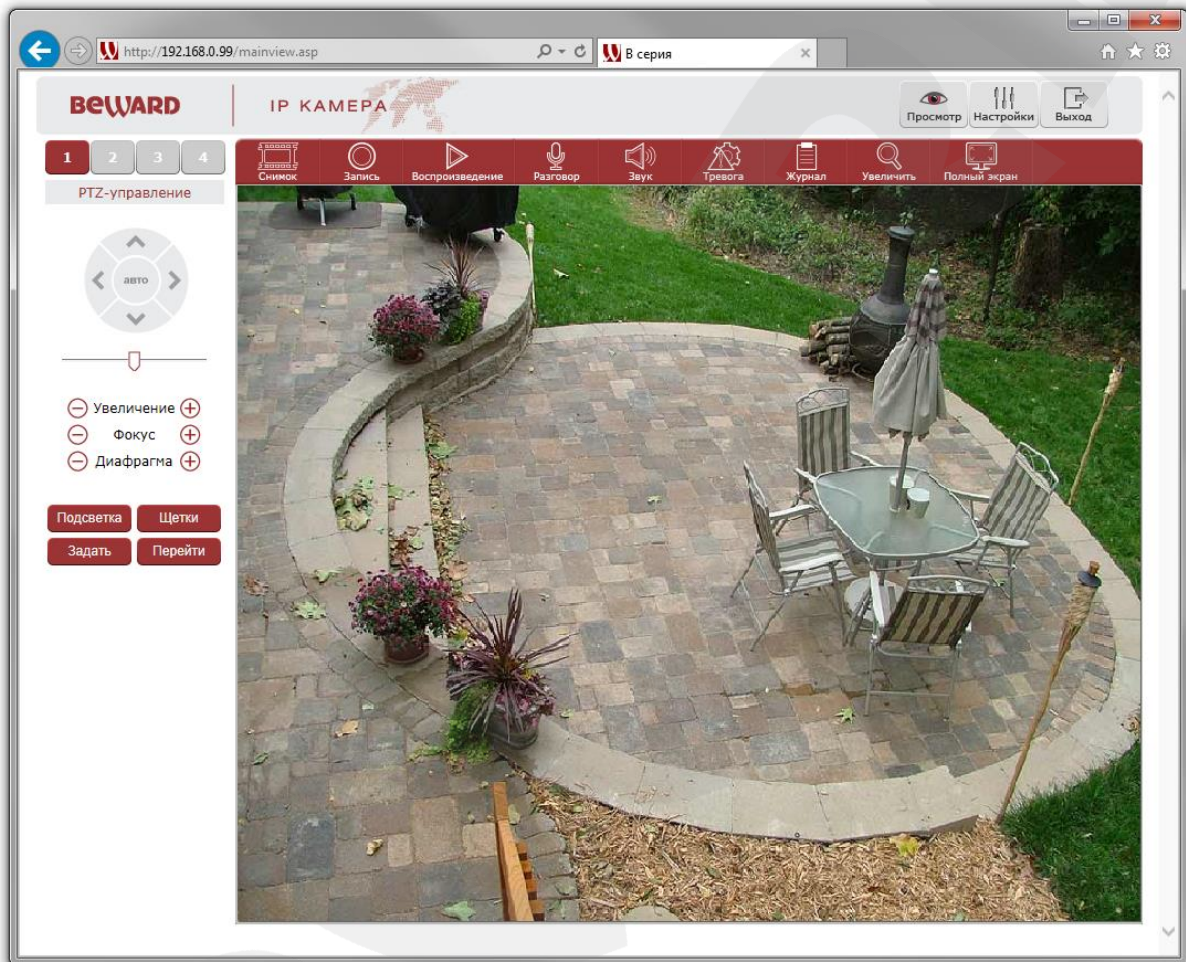 http://192.168.0.99/mainview.asp
В серия
BEWARD
IP КАМЕРА
Просмотр
Настройки
Выход
1 2 3 4
Снимок
Запись
Воспроизведение
Разговор
Звук
Тревога
Журнал
Увеличить
Полный экран
PTZ-управление
авто
Увеличение
Фокус
Диафрагма
Подсветка
Щетки
Задать
Перейти